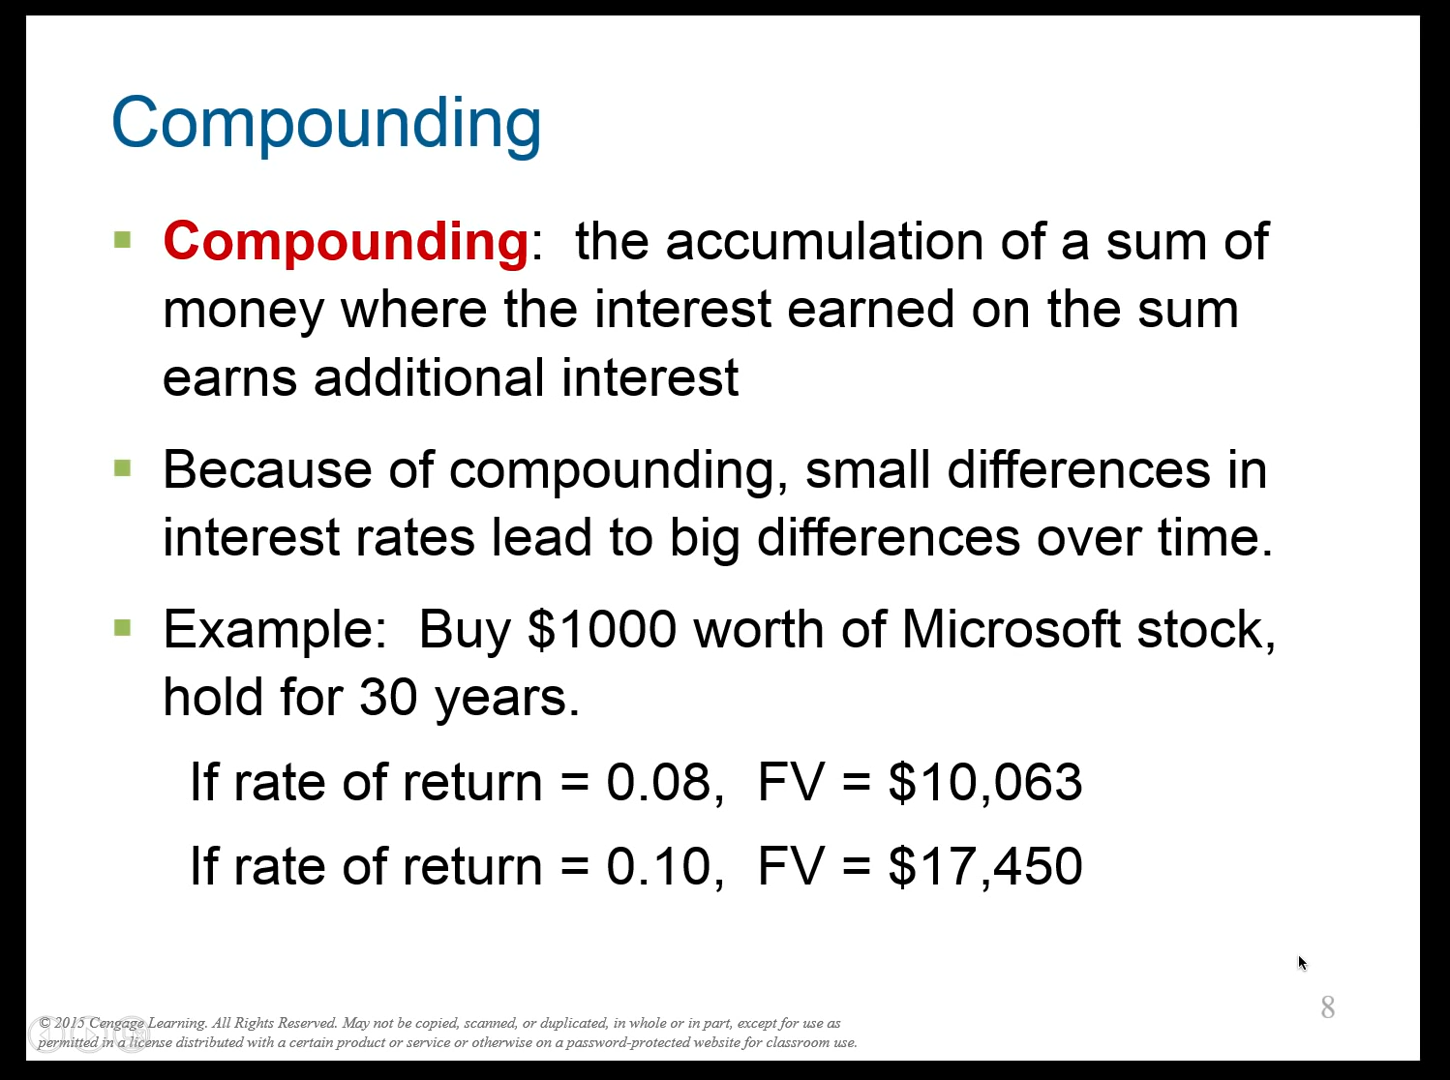 Compounding
Compounding:  the accumulation of a sum of
money where the interest earned on the sum
earns additional interest
Because of compounding, small differences in
interest rates lead to big differences over time.
Example:  Buy $1000 worth of Microsoft stock,
hold for 30 years.
If rate of return = 0.08,  FV = $10,063
If rate of return = 0.10,  FV = $17,450
8
© 2015 Cengage Learning. All Rights Reserved. May not be copied, scanned, or duplicated, in whole or in part, except for use as
permitted in a license distributed with a certain product or service or otherwise on a password-protected website for classroom use.